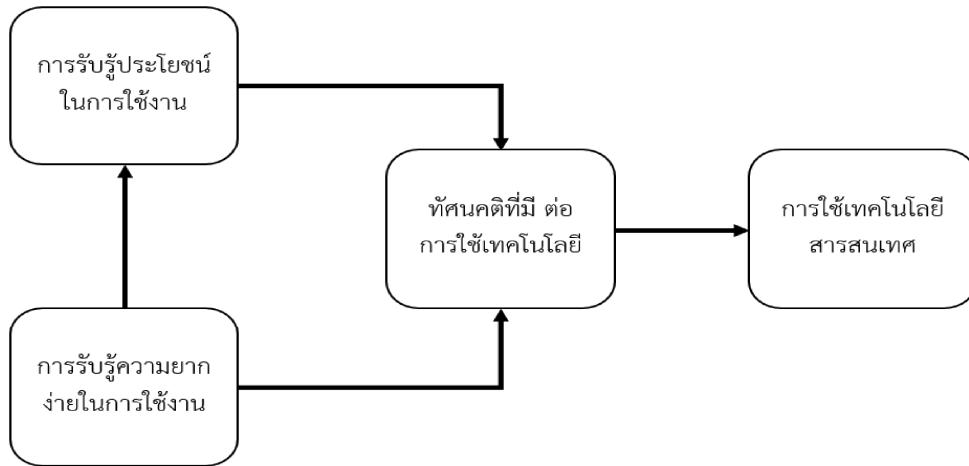 การรับรู้ประโยชน์
ในการใช้งาน
ทัศนคติที่มี ต่อ
การใช้เทคโนโลยี
การใช้เทคโนโลยี
สารสนเทศ
การรับรู้ความยาก
ง่ายในการใช้งาน